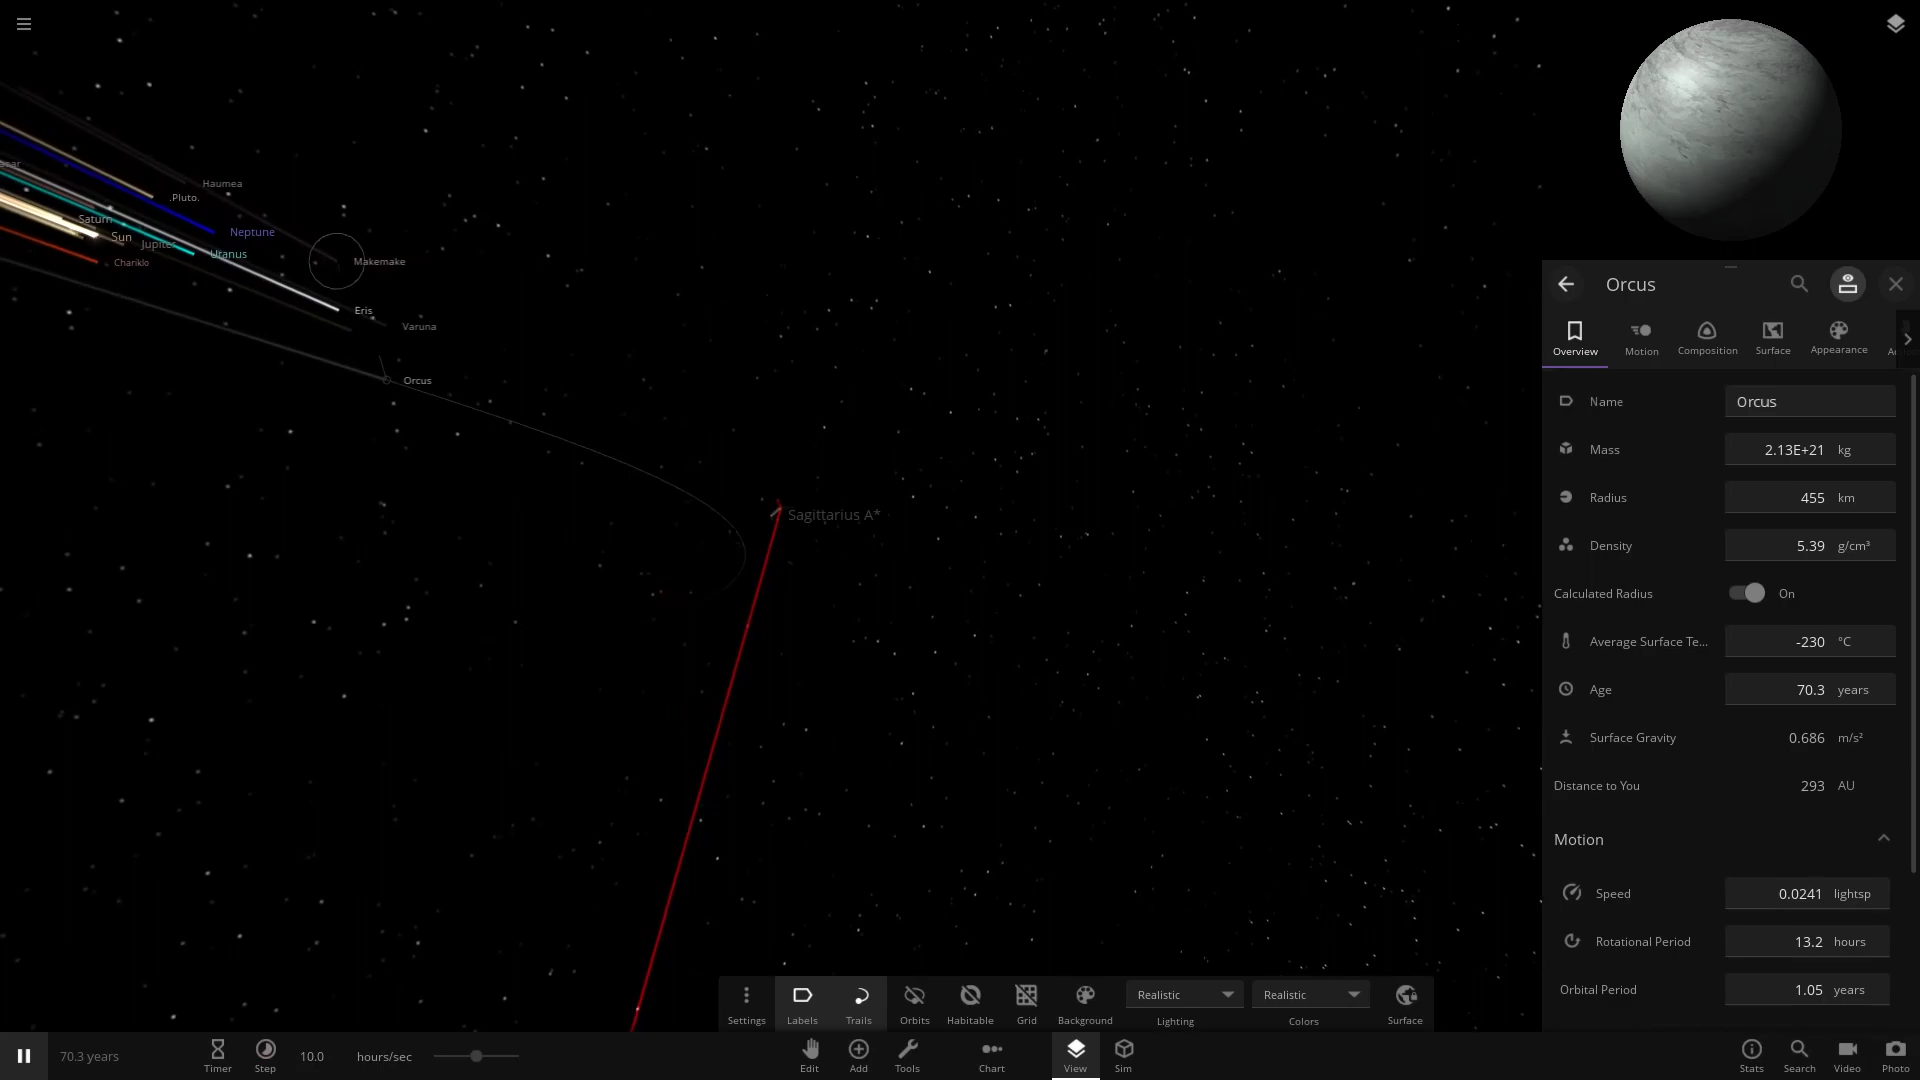 Haumea
.Pluto.
Saturn
Sun
Jupiter
Neptune
Uranus
Chariklo
Makemake
Eris
Varuna
Orcus
Sagittarius A*
Orcus
Overview
Motion
Composition
Surface
Appearance
Name
Orcus
Mass
2.13E+21 kg
Radius
455 km
Density
5.39 g/cm³
Calculated Radius
On
Average Surface Te...
-230 °C
Age
70.3 years
Surface Gravity
0.686 m/s²
Distance to You
293 AU
Motion
Speed
0.0241 lightsp
Rotational Period
13.2 hours
Orbital Period
1.05 years
Settings
Labels
Trails
Orbits
Habitable
Grid
Background
Realistic
Lighting
Realistic
Colors
Surface
70.3 years
Timer
Step
10.0 hours/sec
Edit
Add
Tools
Chart
View
Sim
Stats
Search
Video
Photo